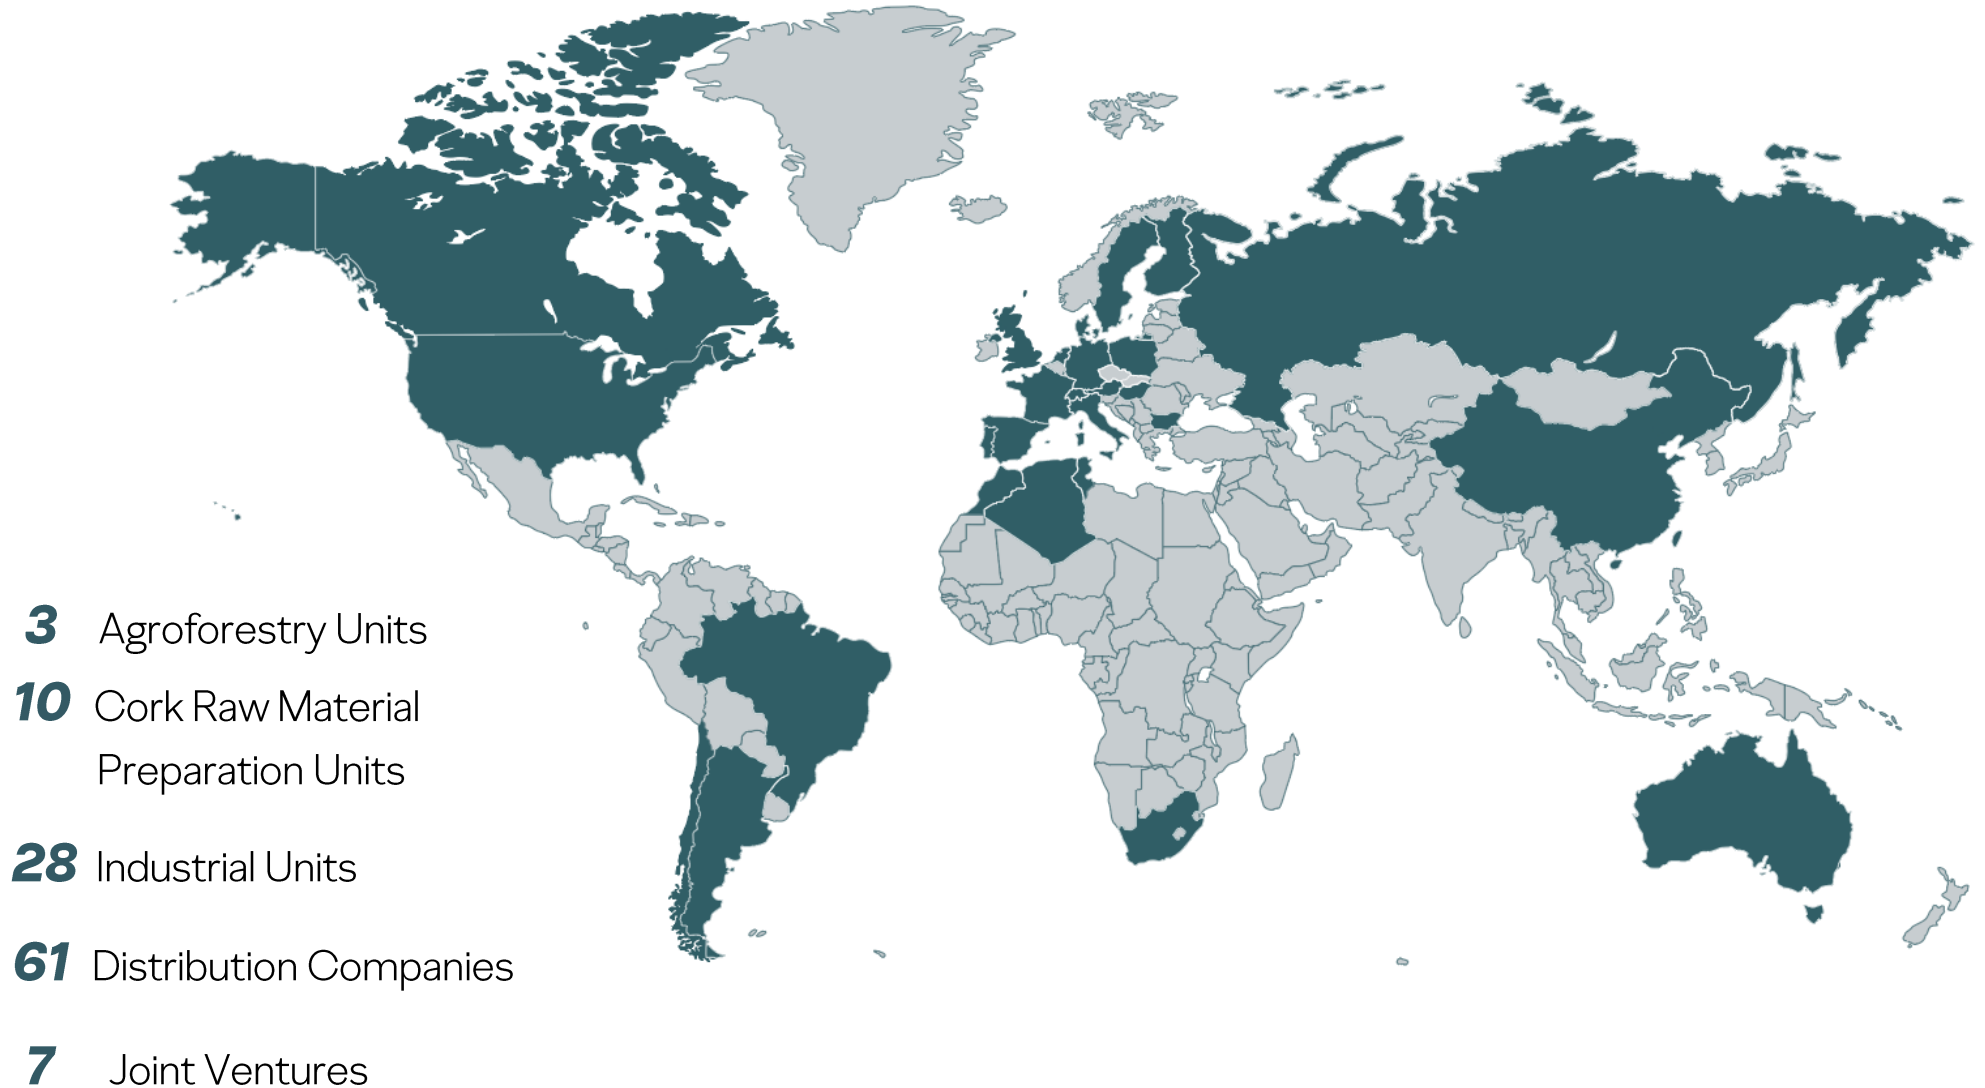 3 Agroforestry Units
10 Cork Raw Material
Preparation Units
28 Industrial Units
61 Distribution Companies
7 Joint Ventures